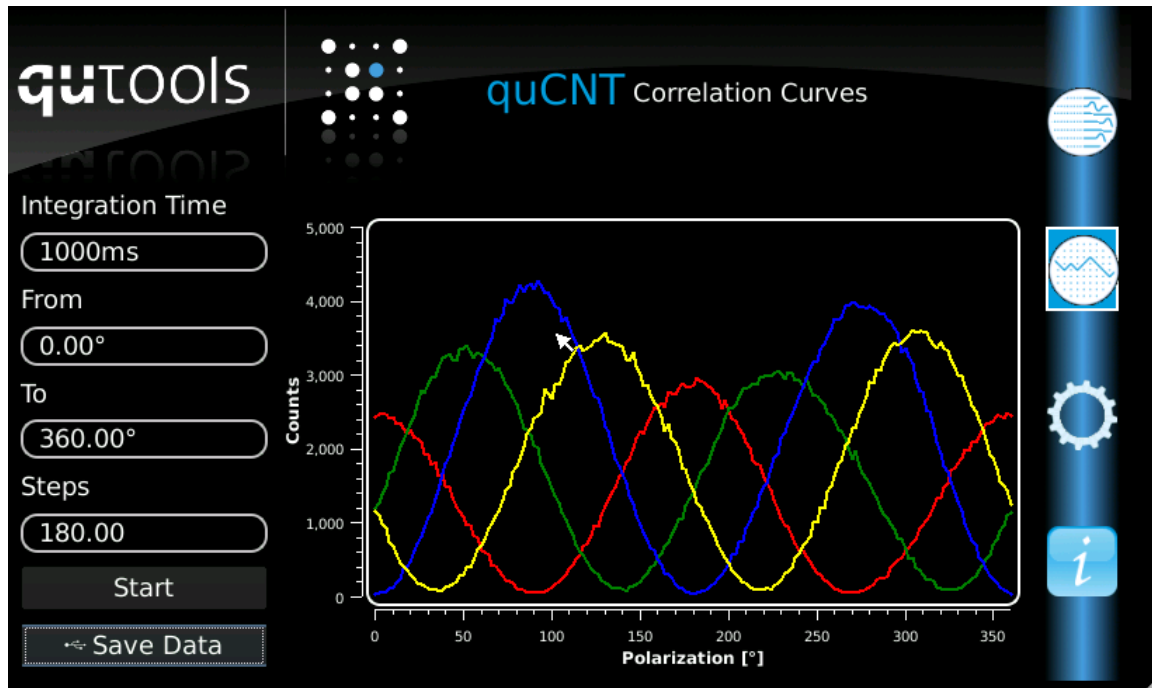 qutools
quCNT Correlation Curves
Integration Time
1000ms
From
0.00°
To
360.00°
Steps
180.00
Start
Save Data
5,000
4,000
3,000
2,000
1,000
0
Counts
0 50 100 150 200 250 300 350
Polarization [°]
i